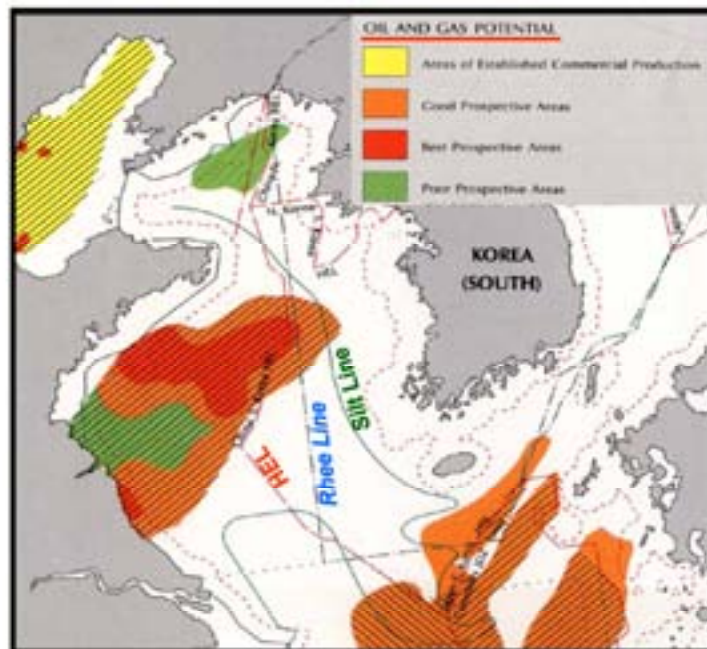 OIL AND GAS POTENTIAL
Areas of Established Commercial Production
Good Prospective Areas
Best Prospective Areas
Poor Prospective Areas
KOREA
(SOUTH)
Silt Line
Rhee Line
HEL